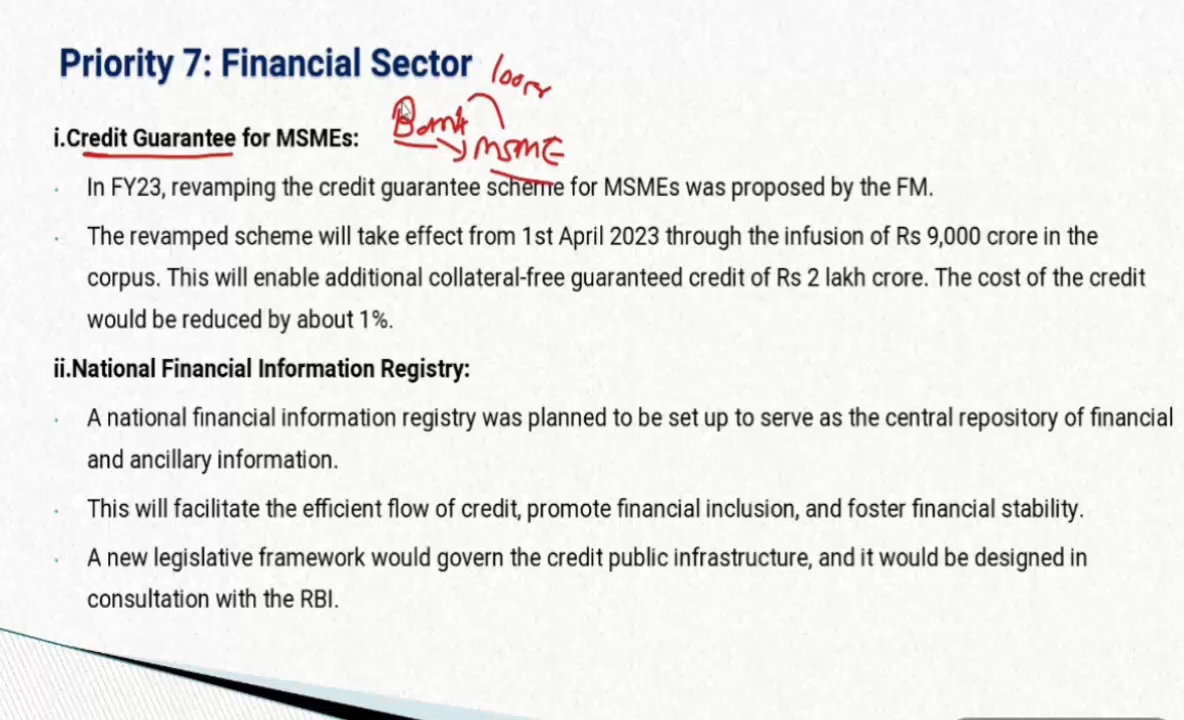 Priority 7: Financial Sector
loan
Bank
i.Credit Guarantee for MSMEs:
MSME
· In FY23, revamping the credit guarantee scheme for MSMEs was proposed by the FM.
· The revamped scheme will take effect from 1st April 2023 through the infusion of Rs 9,000 crore in the
corpus. This will enable additional collateral-free guaranteed credit of Rs 2 lakh crore. The cost of the credit
would be reduced by about 1%.
ii.National Financial Information Registry:
· A national financial information registry was planned to be set up to serve as the central repository of financial
and ancillary information.
· This will facilitate the efficient flow of credit, promote financial inclusion, and foster financial stability.
· A new legislative framework would govern the credit public infrastructure, and it would be designed in
consultation with the RBI.